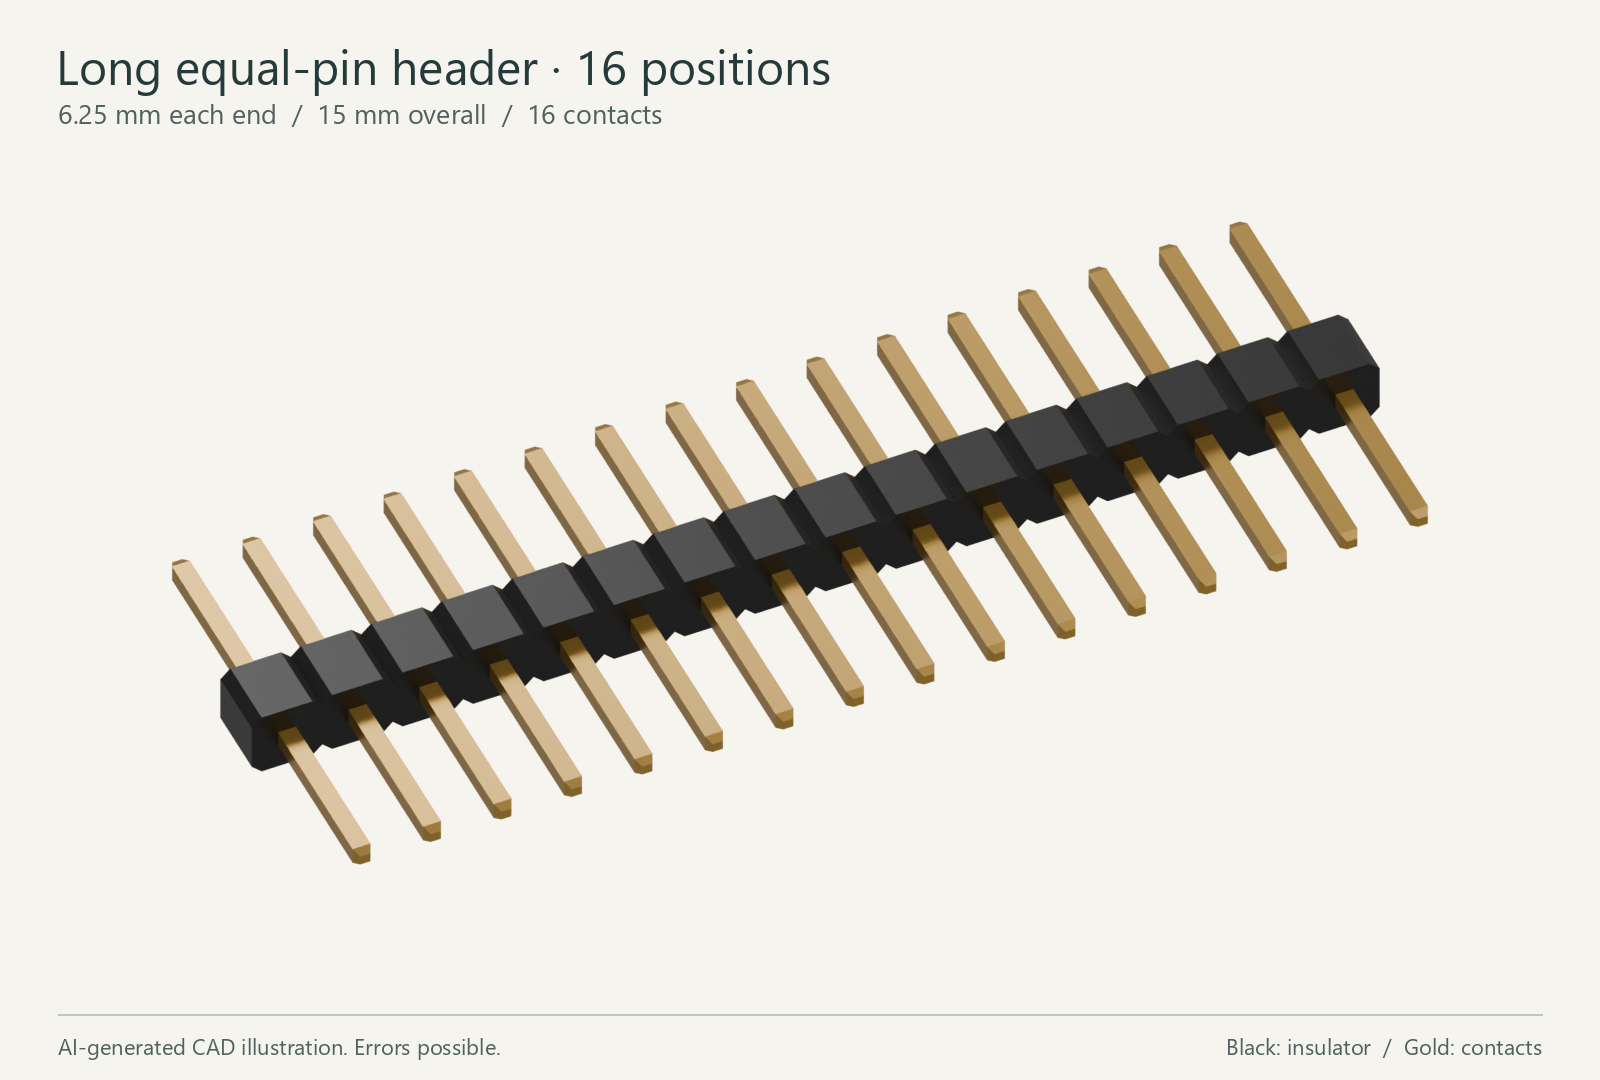 Long equal-pin header · 16 positions
6.25 mm each end / 15 mm overall / 16 contacts
AI-generated CAD illustration. Errors possible.
Black: insulator / Gold: contacts